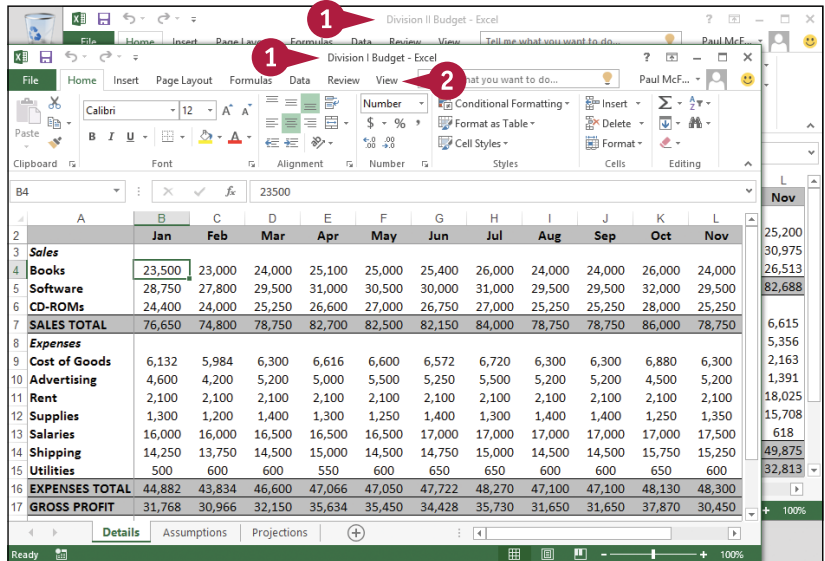 1 Division II Budget - Excel
File Home Insert Page Lay Formulas Data Review View Tell me what you want to do... Paul McF...
1 Division I Budget - Excel
File Home Insert Page Layout Formulas Data Review View 2 hat you want to do... Paul McF...
Calibri 12 A A Number Conditional Formatting Insert Σ
Paste $ - % , Format as Table Delete
B I U A Cell Styles Format
Clipboard Font Alignment Number Styles Cells Editing
B4 fx 23500
A B C D E F G H I J K L L
2 Jan Feb Mar Apr May Jun Jul Aug Sep Oct Nov Nov
3 Sales 25,200
30,975
4 Books 23,500 23,000 24,000 25,100 25,000 25,400 26,000 24,000 24,000 26,000 24,000 26,513
5 Software 28,750 27,800 29,500 31,000 30,500 30,000 31,000 29,500 29,500 32,000 29,500 82,688
6 CD-ROMs 24,400 24,000 25,250 26,600 27,000 26,750 27,000 25,250 25,250 28,000 25,250
7 SALES TOTAL 76,650 74,800 78,750 82,700 82,500 82,150 84,000 78,750 78,750 86,000 78,750 6,615
8 Expenses 5,356
9 Cost of Goods 6,132 5,984 6,300 6,616 6,600 6,572 6,720 6,300 6,300 6,880 6,300 2,163
10 Advertising 4,600 4,200 5,200 5,000 5,500 5,250 5,500 5,200 5,200 4,500 5,200 1,391
11 Rent 2,100 2,100 2,100 2,100 2,100 2,100 2,100 2,100 2,100 2,100 2,100 18,025
12 Supplies 1,300 1,200 1,400 1,300 1,250 1,400 1,300 1,400 1,400 1,250 1,350 15,708
13 Salaries 16,000 16,000 16,500 16,500 16,500 17,000 17,000 17,000 17,000 17,000 17,500 618
14 Shipping 14,250 13,750 14,500 15,000 14,500 14,750 15,000 14,500 14,500 15,750 15,250 49,875
15 Utilities 500 600 600 550 600 650 650 600 600 650 600 32,813
16 EXPENSES TOTAL 44,882 43,834 46,600 47,066 47,050 47,722 48,270 47,100 47,100 48,130 48,300
17 GROSS PROFIT 31,768 30,966 32,150 35,634 35,450 34,428 35,730 31,650 31,650 37,870 30,450 100%
Details Assumptions Projections
Ready 100%